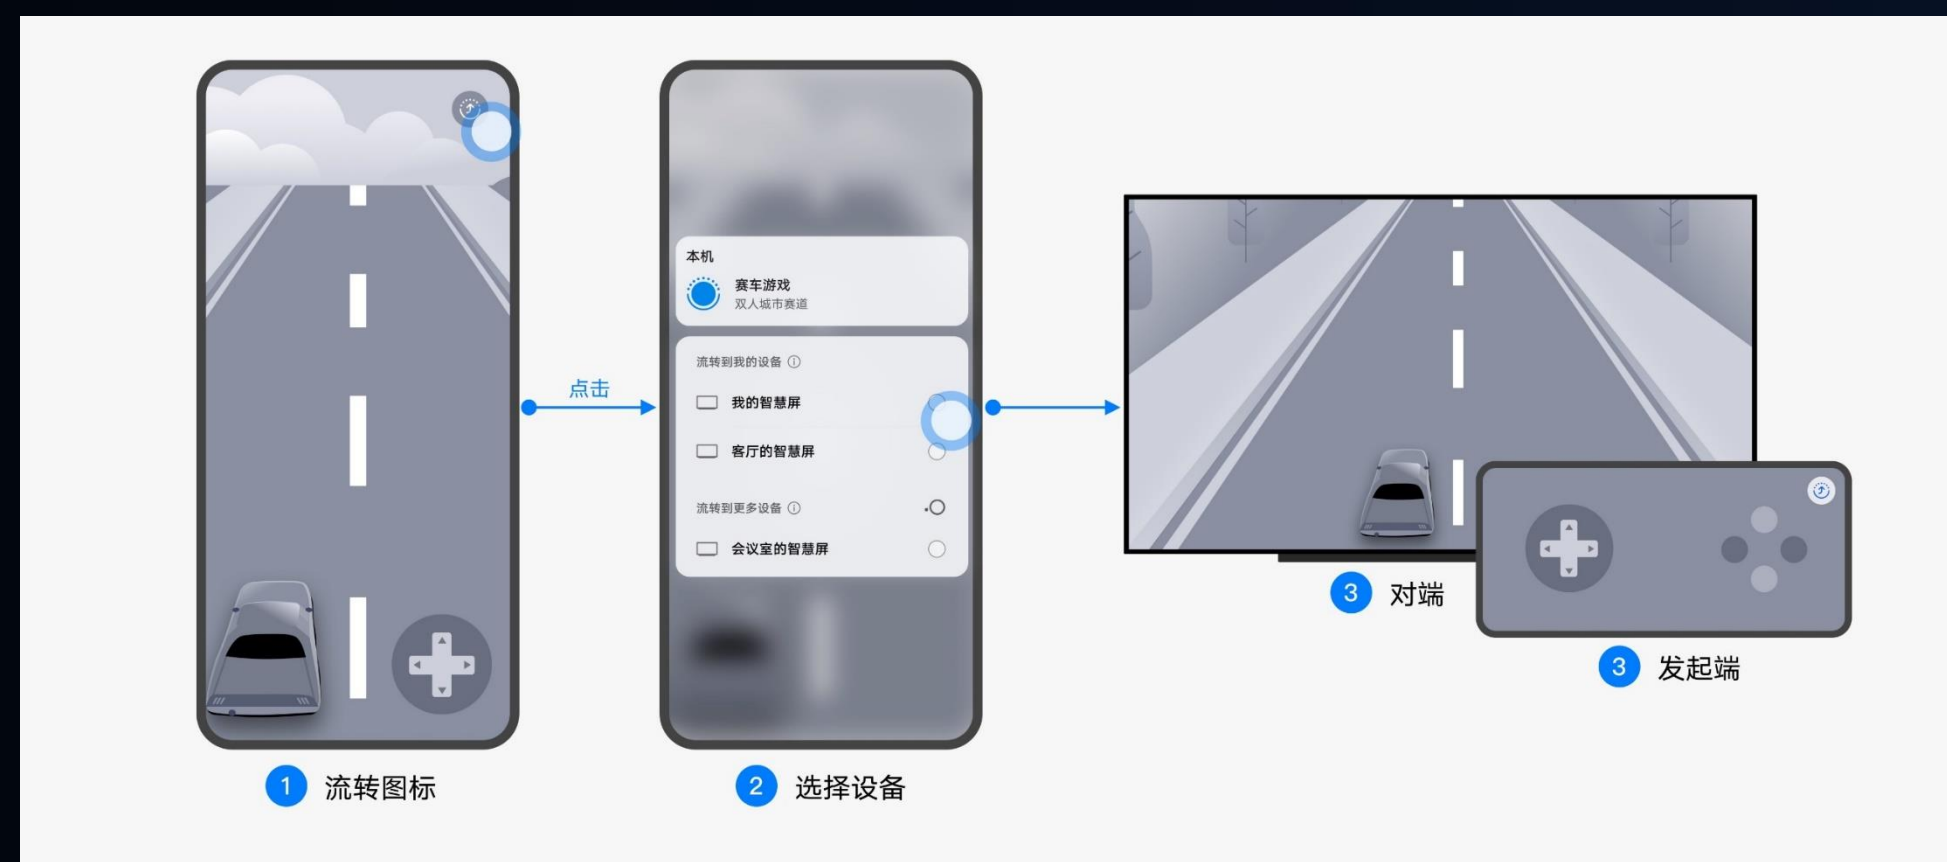 本机
赛车游戏
双人城市赛道
流转到我的设备
我的智慧屏
客厅的智慧屏
流转到更多设备
会议室的智慧屏
点击
1 流转图标
2 选择设备
3 对端
3 发起端